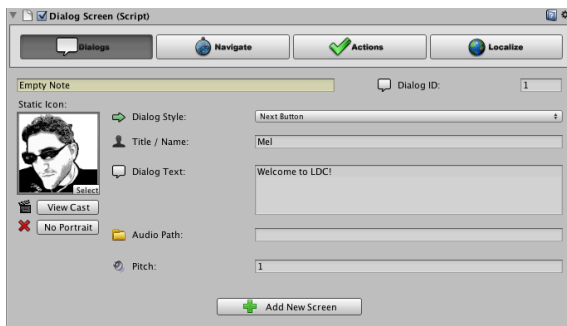 Dialog Screen (Script)
Dialogs Navigate Actions Localize
Empty Note Dialog ID: 1
Static Icon:
Select
Dialog Style: Next Button
Title / Name: Mel
Dialog Text: Welcome to LDC!
View Cast
No Portrait
Audio Path:
Pitch: 1
Add New Screen